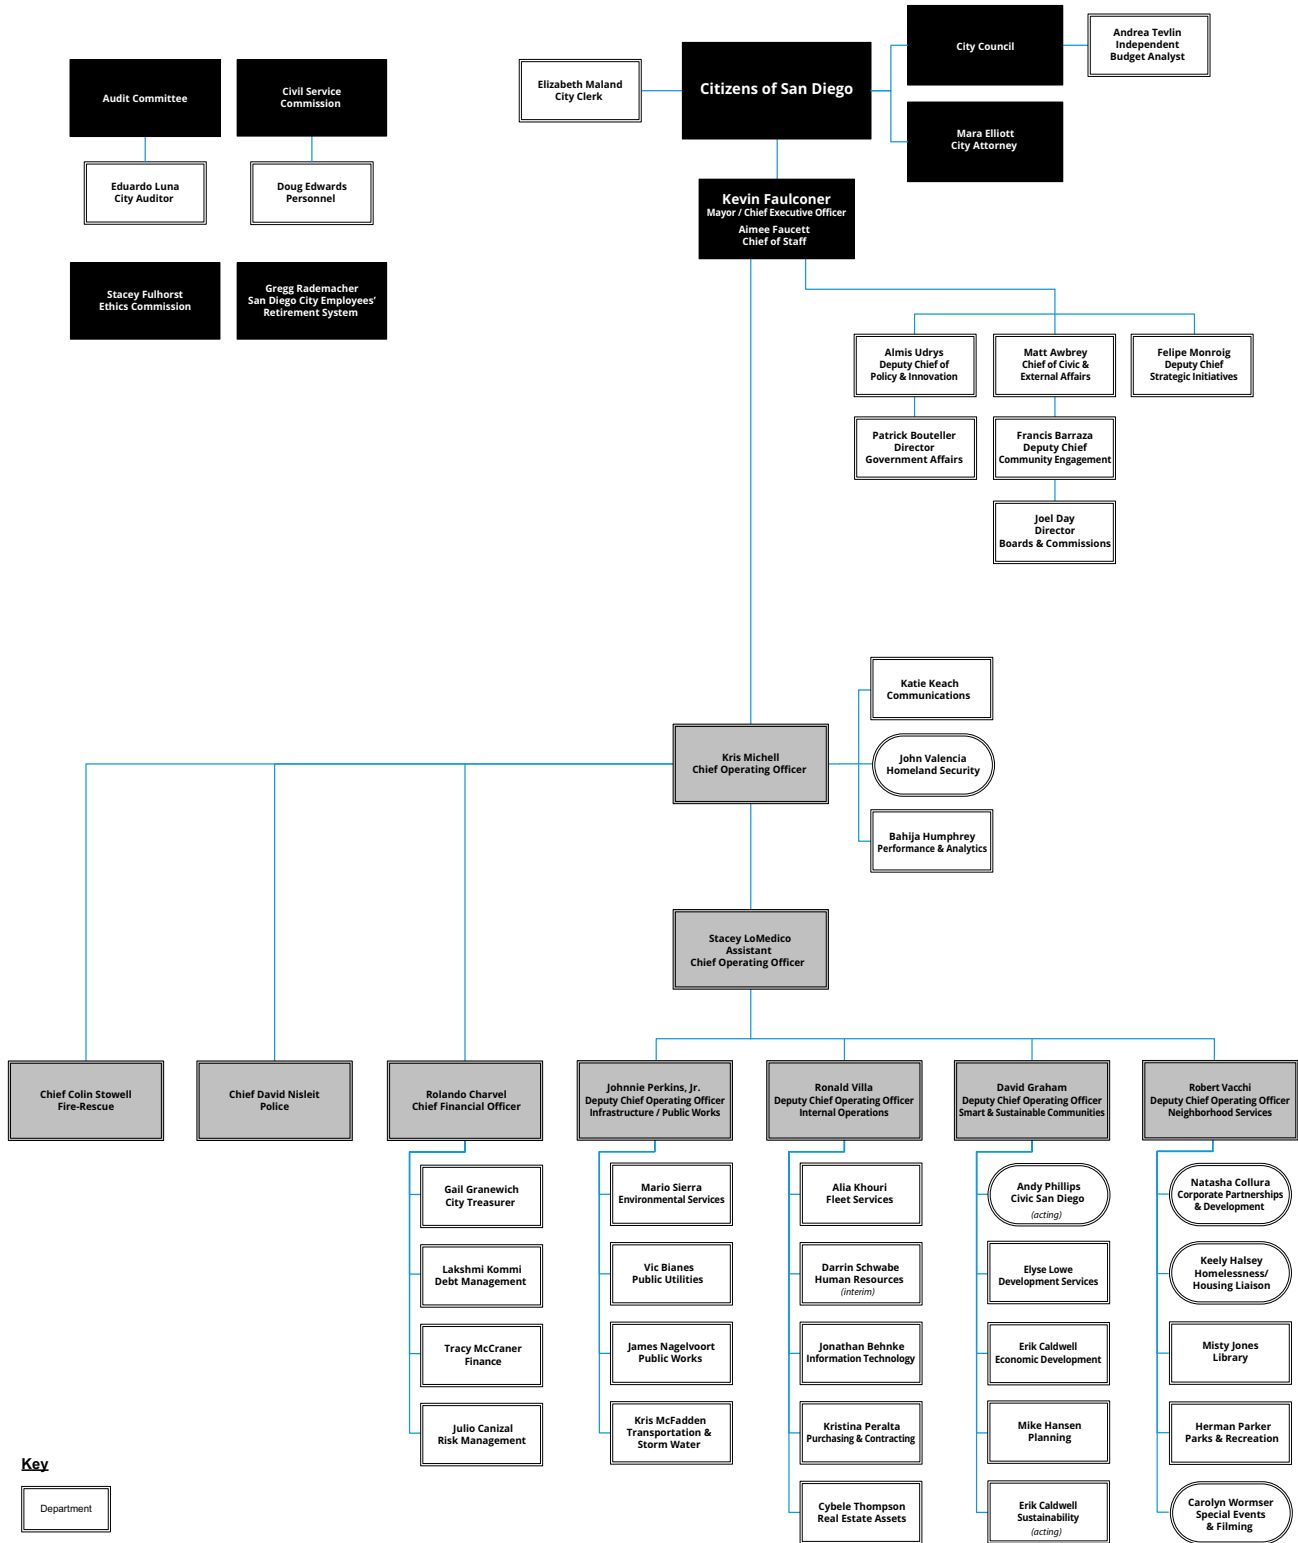 Audit Committee
Civil Service
Commission
Eduardo Luna
City Auditor
Doug Edwards
Personnel
Stacey Fulhorst
Ethics Commission
Gregg Rademacher
San Diego City Employees’
Retirement System
Elizabeth Maland
City Clerk
Citizens of San Diego
City Council
Andrea Tevlin
Independent
Budget Analyst
Mara Elliott
City Attorney
Kevin Faulconer
Mayor / Chief Executive Officer
Aimee Faucett
Chief of Staff
Almis Udrys
Deputy Chief of
Policy & Innovation
Matt Awbrey
Chief of Civic &
External Affairs
Felipe Monroig
Deputy Chief
Strategic Initiatives
Patrick Bouteller
Director
Government Affairs
Francis Barraza
Deputy Chief
Community Engagement
Joel Day
Director
Boards & Commissions
Katie Keach
Communications
Kris Michell
Chief Operating Officer
John Valencia
Homeland Security
Bahija Humphrey
Performance & Analytics
Stacey LoMedico
Assistant
Chief Operating Officer
Chief Colin Stowell
Fire-Rescue
Chief David Nisleit
Police
Rolando Charvel
Chief Financial Officer
Johnnie Perkins, Jr.
Deputy Chief Operating Officer
Infrastructure / Public Works
Ronald Villa
Deputy Chief Operating Officer
Internal Operations
David Graham
Deputy Chief Operating Officer
Smart & Sustainable Communities
Robert Vacchi
Deputy Chief Operating Officer
Neighborhood Services
Gail Granewich
City Treasurer
Lakshmi Kommi
Debt Management
Tracy McCraner
Finance
Julio Canizal
Risk Management
Mario Sierra
Environmental Services
Vic Bianes
Public Utilities
James Nagelvoort
Public Works
Kris McFadden
Transportation &
Storm Water
Alia Khouri
Fleet Services
Darrin Schwabe
Human Resources
(interim)
Jonathan Behnke
Information Technology
Kristina Peralta
Purchasing & Contracting
Cybele Thompson
Real Estate Assets
Andy Phillips
Civic San Diego
(acting)
Elyse Lowe
Development Services
Erik Caldwell
Economic Development
Mike Hansen
Planning
Erik Caldwell
Sustainability
(acting)
Natasha Collura
Corporate Partnerships
& Development
Keely Halsey
Homelessness/
Housing Liaison
Misty Jones
Library
Herman Parker
Parks & Recreation
Carolyn Wormser
Special Events
& Filming
Key
Department